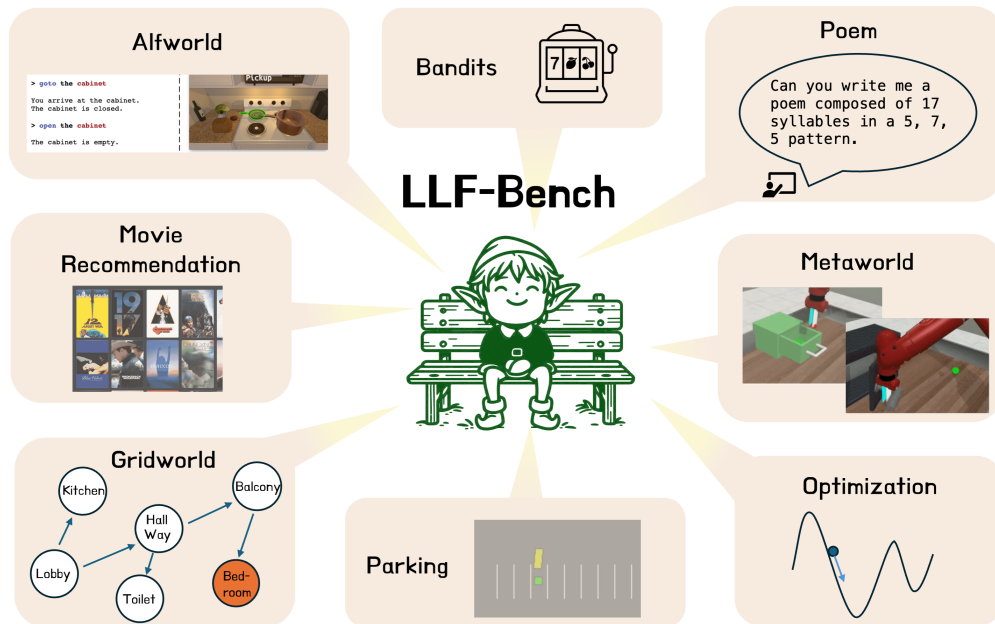 Alfworld
> goto the cabinet
You arrive at the cabinet.
The cabinet is closed.
> open the cabinet
The cabinet is empty.
Pickup
Bandits
7
Poem
Can you write me a
poem composed of 17
syllables in a 5, 7,
5 pattern.
LLF-Bench
Movie
Recommendation
19
17
Metaworld
Gridworld
Kitchen
Balcony
Hall
Way
Lobby
Toilet
Bed-
room
Parking
Optimization